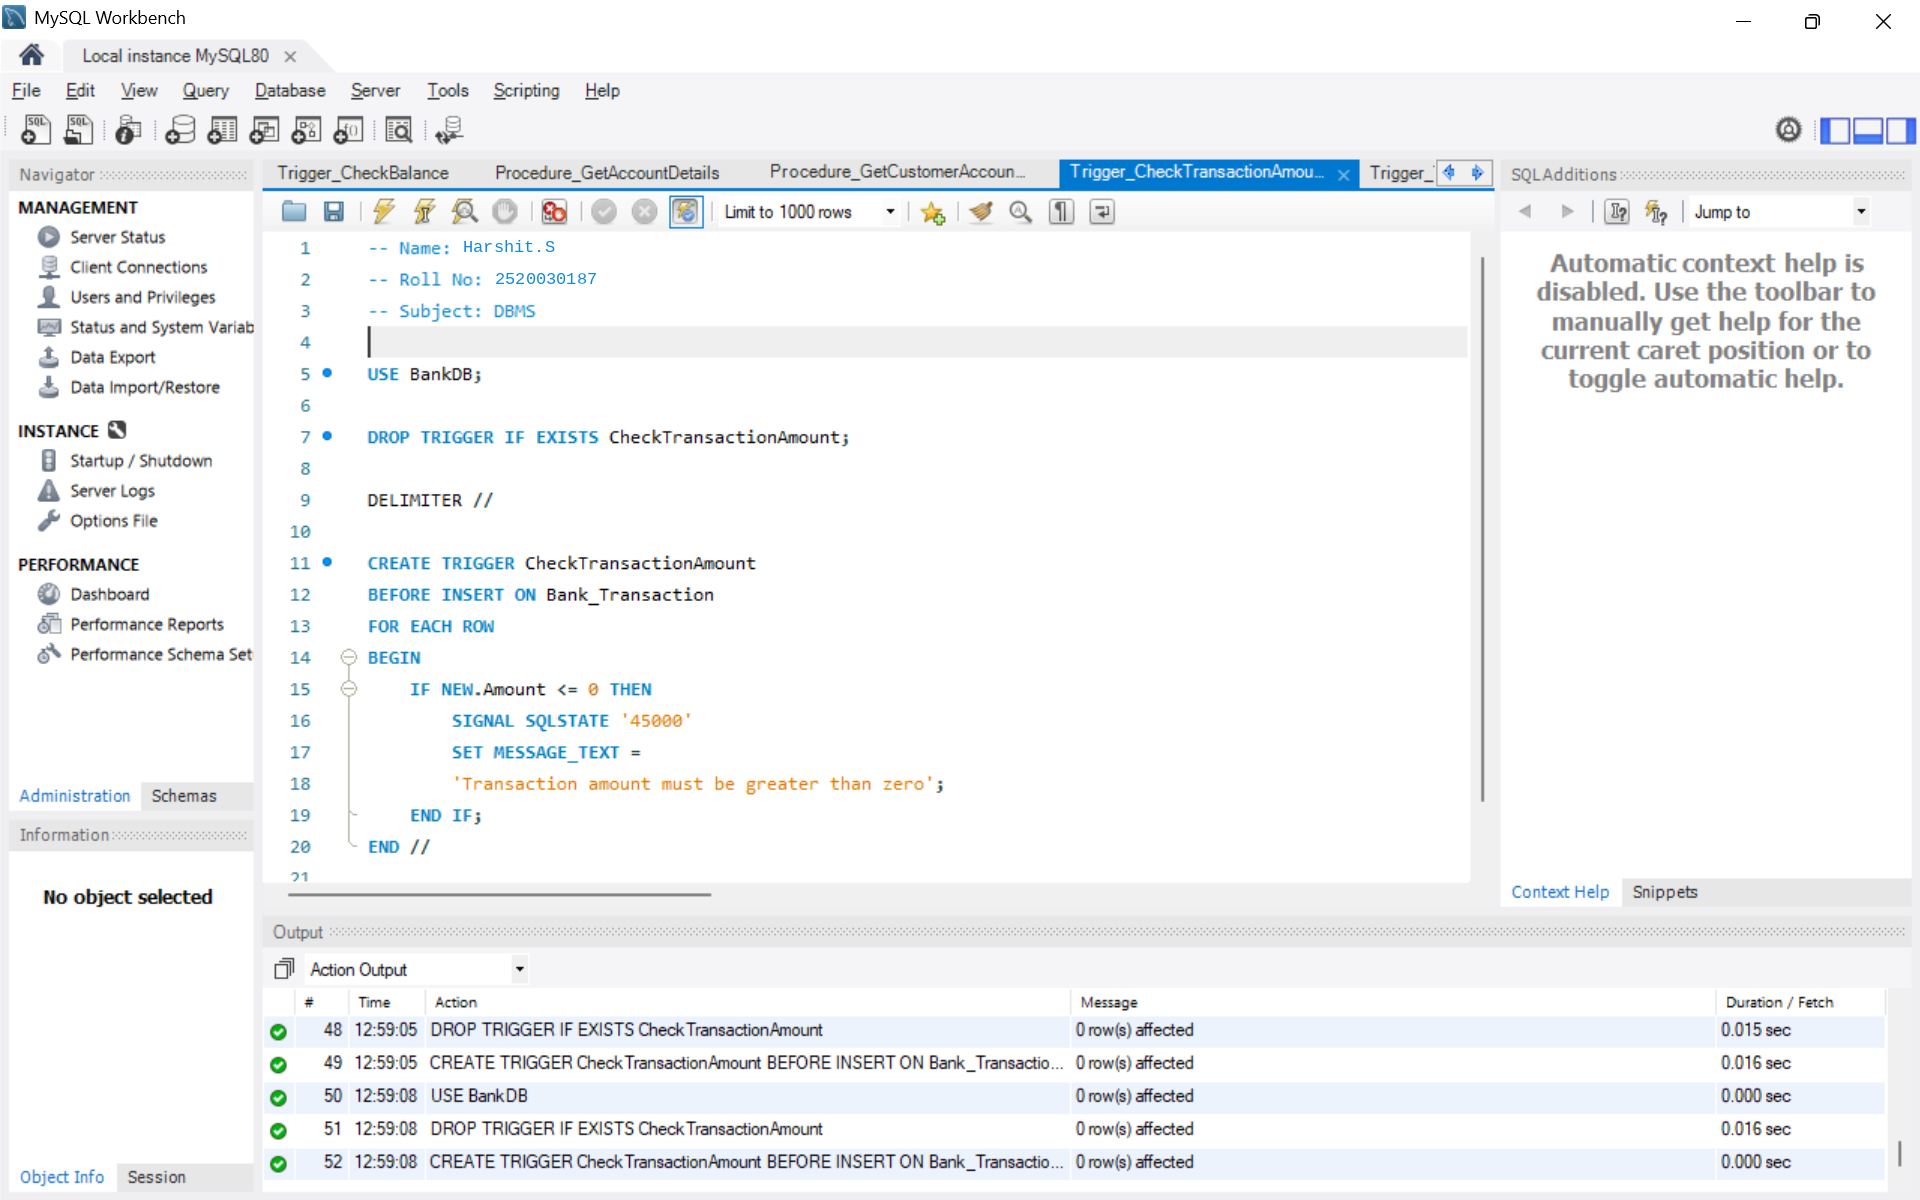 MySQL Workbench
Local instance MySQL80
File Edit View Query Database Server Tools Scripting Help
Navigator
MANAGEMENT
Server Status
Client Connections
Users and Privileges
Status and System Variab
Data Export
Data Import/Restore
INSTANCE
Startup / Shutdown
Server Logs
Options File
PERFORMANCE
Dashboard
Performance Reports
Performance Schema Set
Administration Schemas
Information
No object selected
Object Info Session
Trigger_CheckBalance Procedure_GetAccountDetails Procedure_GetCustomerAccoun... Trigger_CheckTransactionAmou... Trigger_
Limit to 1000 rows
1 -- Name: Harshit.S
2 -- Roll No: 2520030187
3 -- Subject: DBMS
4
5 USE BankDB;
6
7 DROP TRIGGER IF EXISTS CheckTransactionAmount;
8
9 DELIMITER //
10
11 CREATE TRIGGER CheckTransactionAmount
12 BEFORE INSERT ON Bank_Transaction
13 FOR EACH ROW
14 BEGIN
15 IF NEW.Amount <= 0 THEN
16 SIGNAL SQLSTATE '45000'
17 SET MESSAGE_TEXT =
18 'Transaction amount must be greater than zero';
19 END IF;
20 END //
21
SQLAdditions
Jump to
Automatic context help is
disabled. Use the toolbar to
manually get help for the
current caret position or to
toggle automatic help.
Context Help Snippets
Output
Action Output
# Time Action Message Duration / Fetch
48 12:59:05 DROP TRIGGER IF EXISTS CheckTransactionAmount 0 row(s) affected 0.015 sec
49 12:59:05 CREATE TRIGGER CheckTransactionAmount BEFORE INSERT ON Bank_Transactio... 0 row(s) affected 0.016 sec
50 12:59:08 USE BankDB 0 row(s) affected 0.000 sec
51 12:59:08 DROP TRIGGER IF EXISTS CheckTransactionAmount 0 row(s) affected 0.016 sec
52 12:59:08 CREATE TRIGGER CheckTransactionAmount BEFORE INSERT ON Bank_Transactio... 0 row(s) affected 0.000 sec